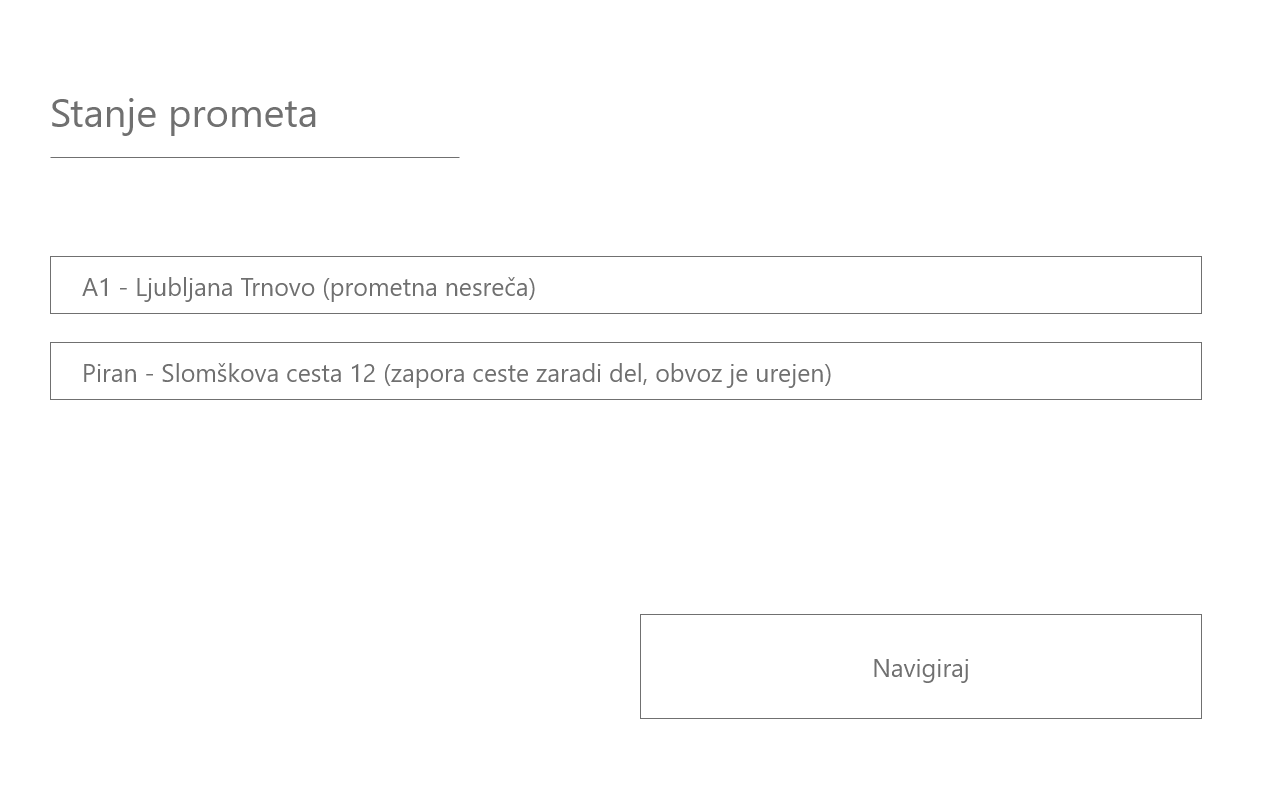 Stanje prometa
A1 - Ljubljana Trnovo (prometna nesreča)
Piran - Slomškova cesta 12 (zapora ceste zaradi del, obvoz je urejen)
Navigiraj